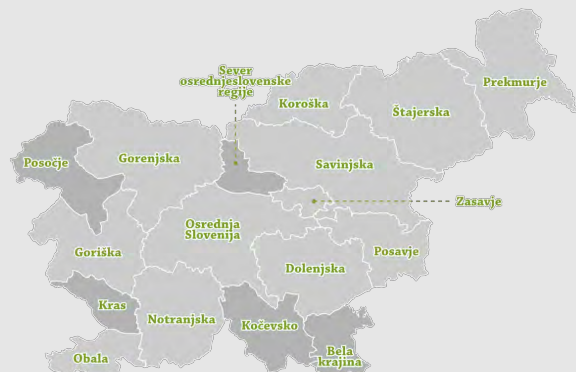 Sever
osrednjeslovenske
regije
Prekmurje
Koroška
Štajerska
Posočje
Gorenjska
Savinjska
Zasavje
Osrednja
Slovenija
Goriška
Posavje
Dolenjska
Kras
Notranjska
Kočevsko
Bela
krajina
Obala